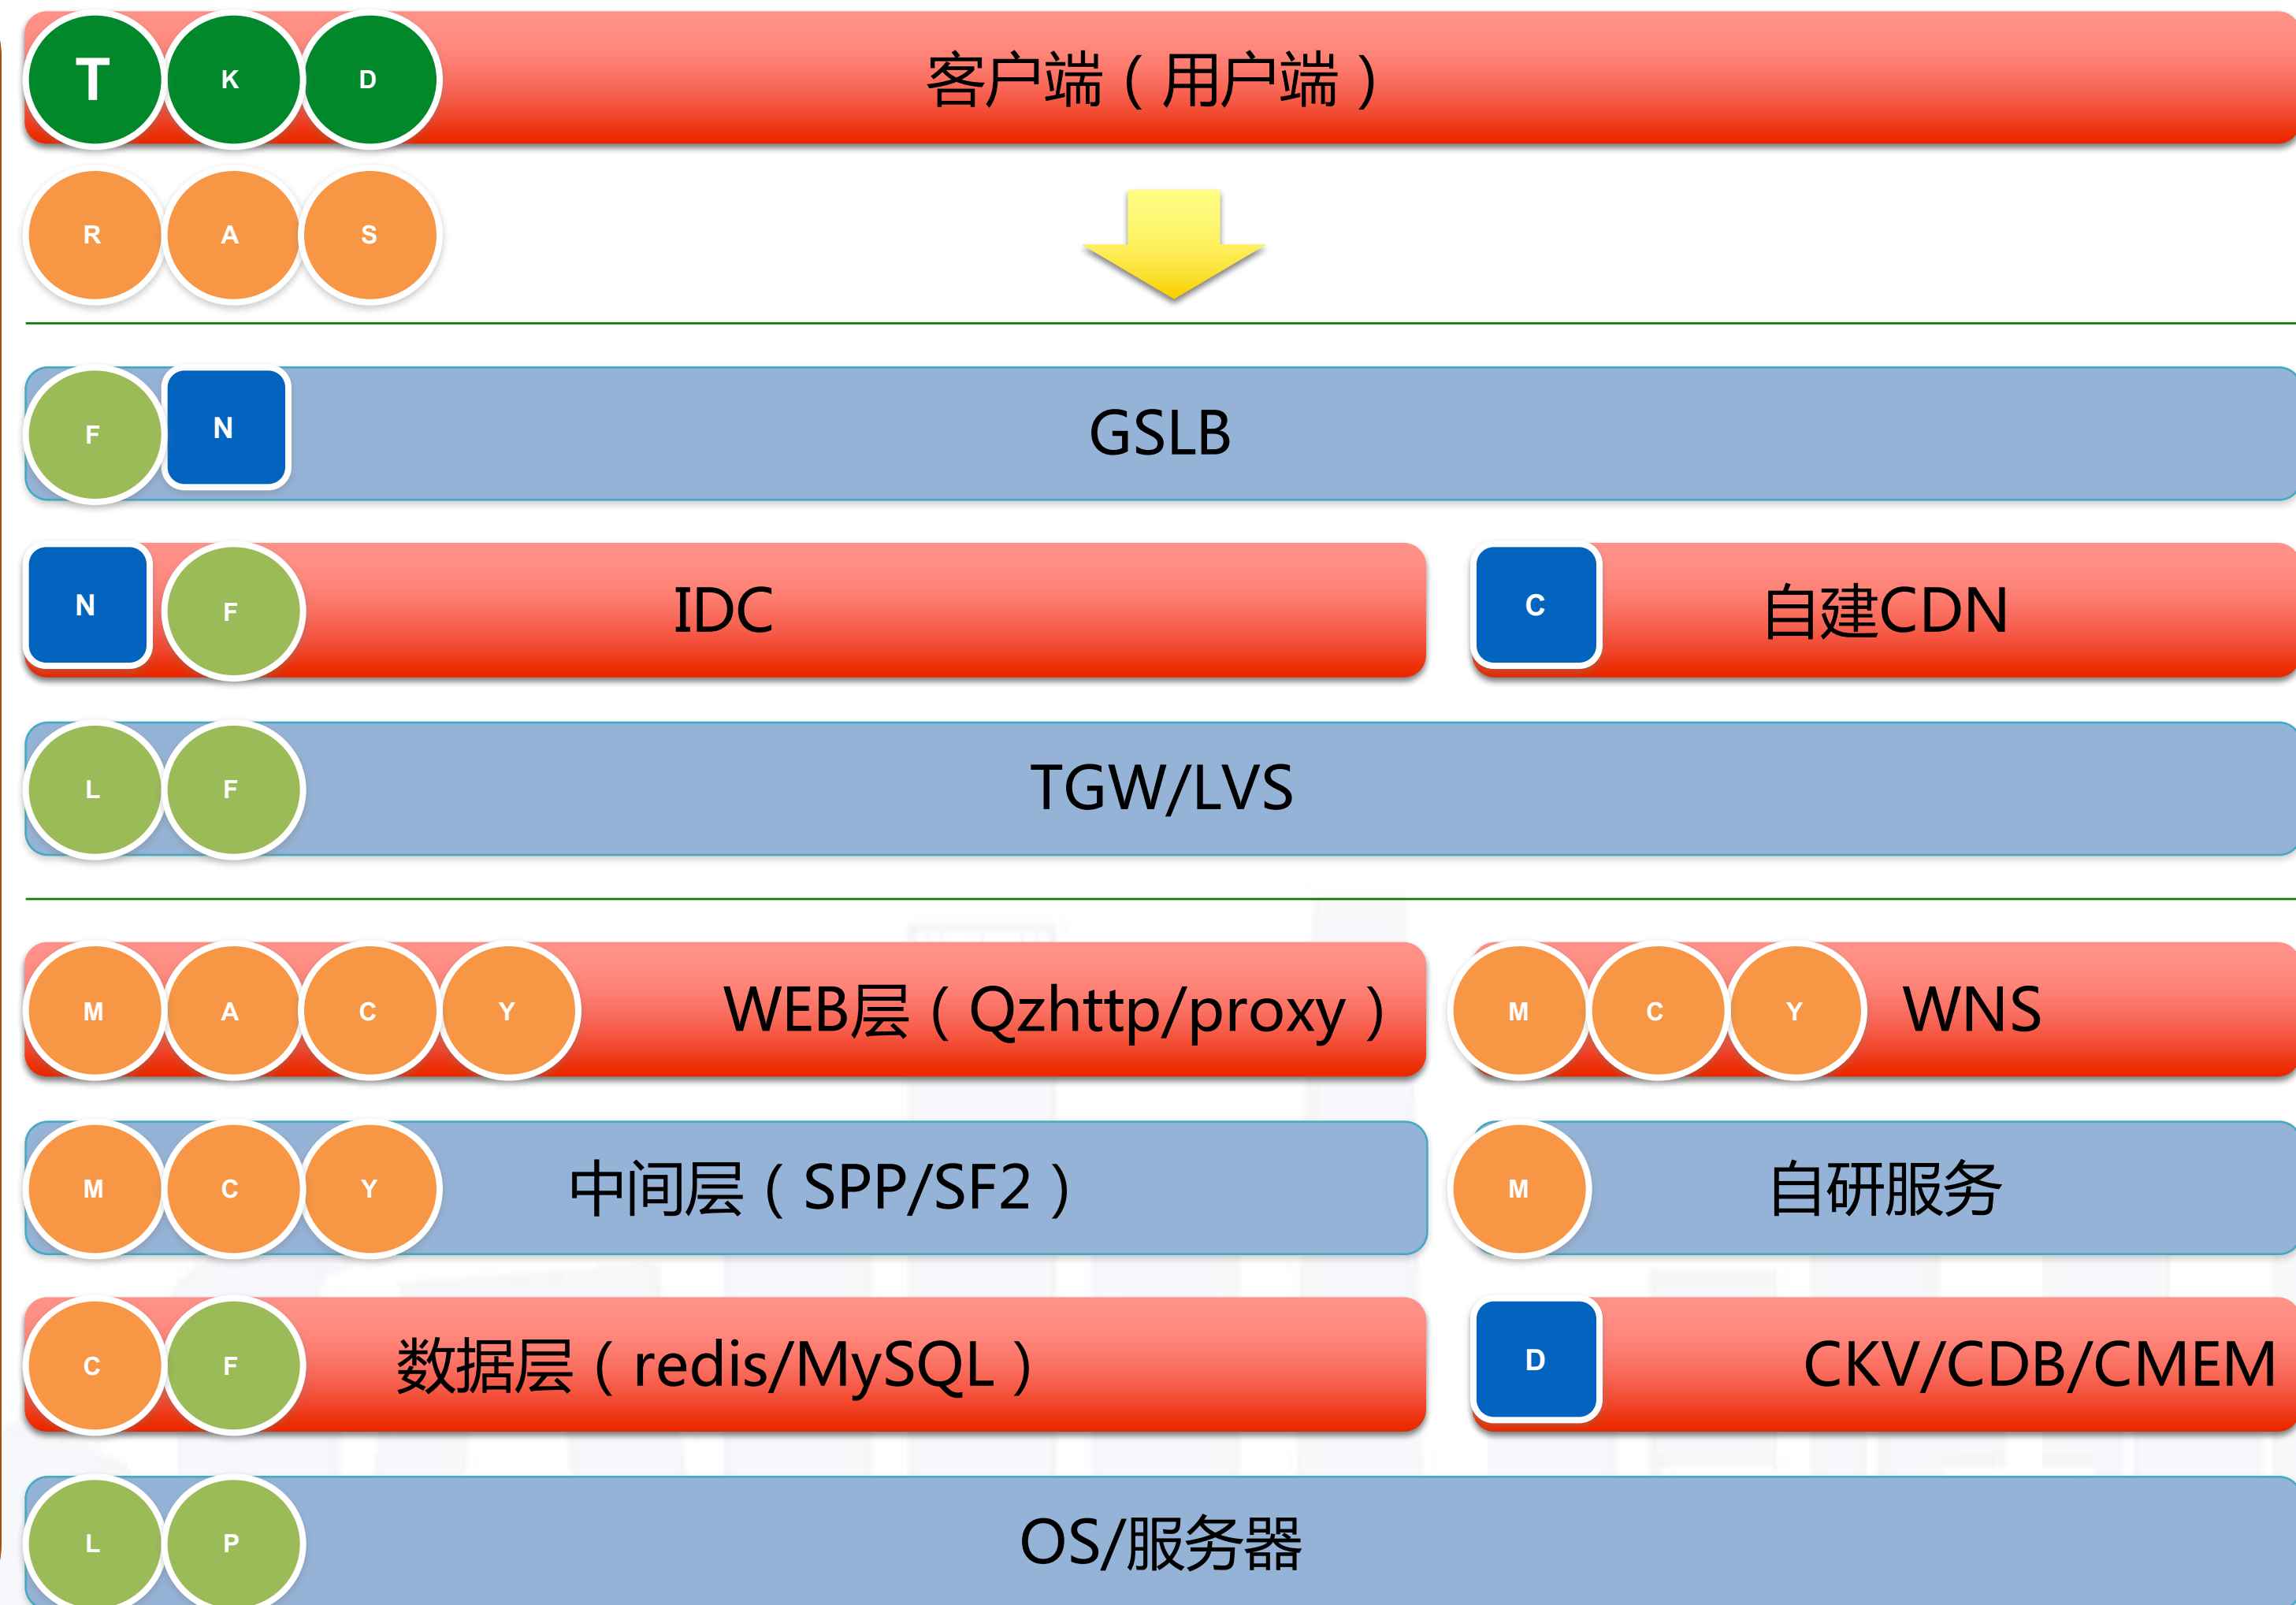 T K D 客户端（用户端）
R A S
F N GSLB
N F IDC C 自建CDN
L F TGW/LVS
M A C Y WEB层（Qzhttp/proxy） M C Y WNS
M C Y 中间层（SPP/SF2） M 自研服务
C F 数据层（redis/MySQL） D CKV/CDB/CMEM
L P OS/服务器